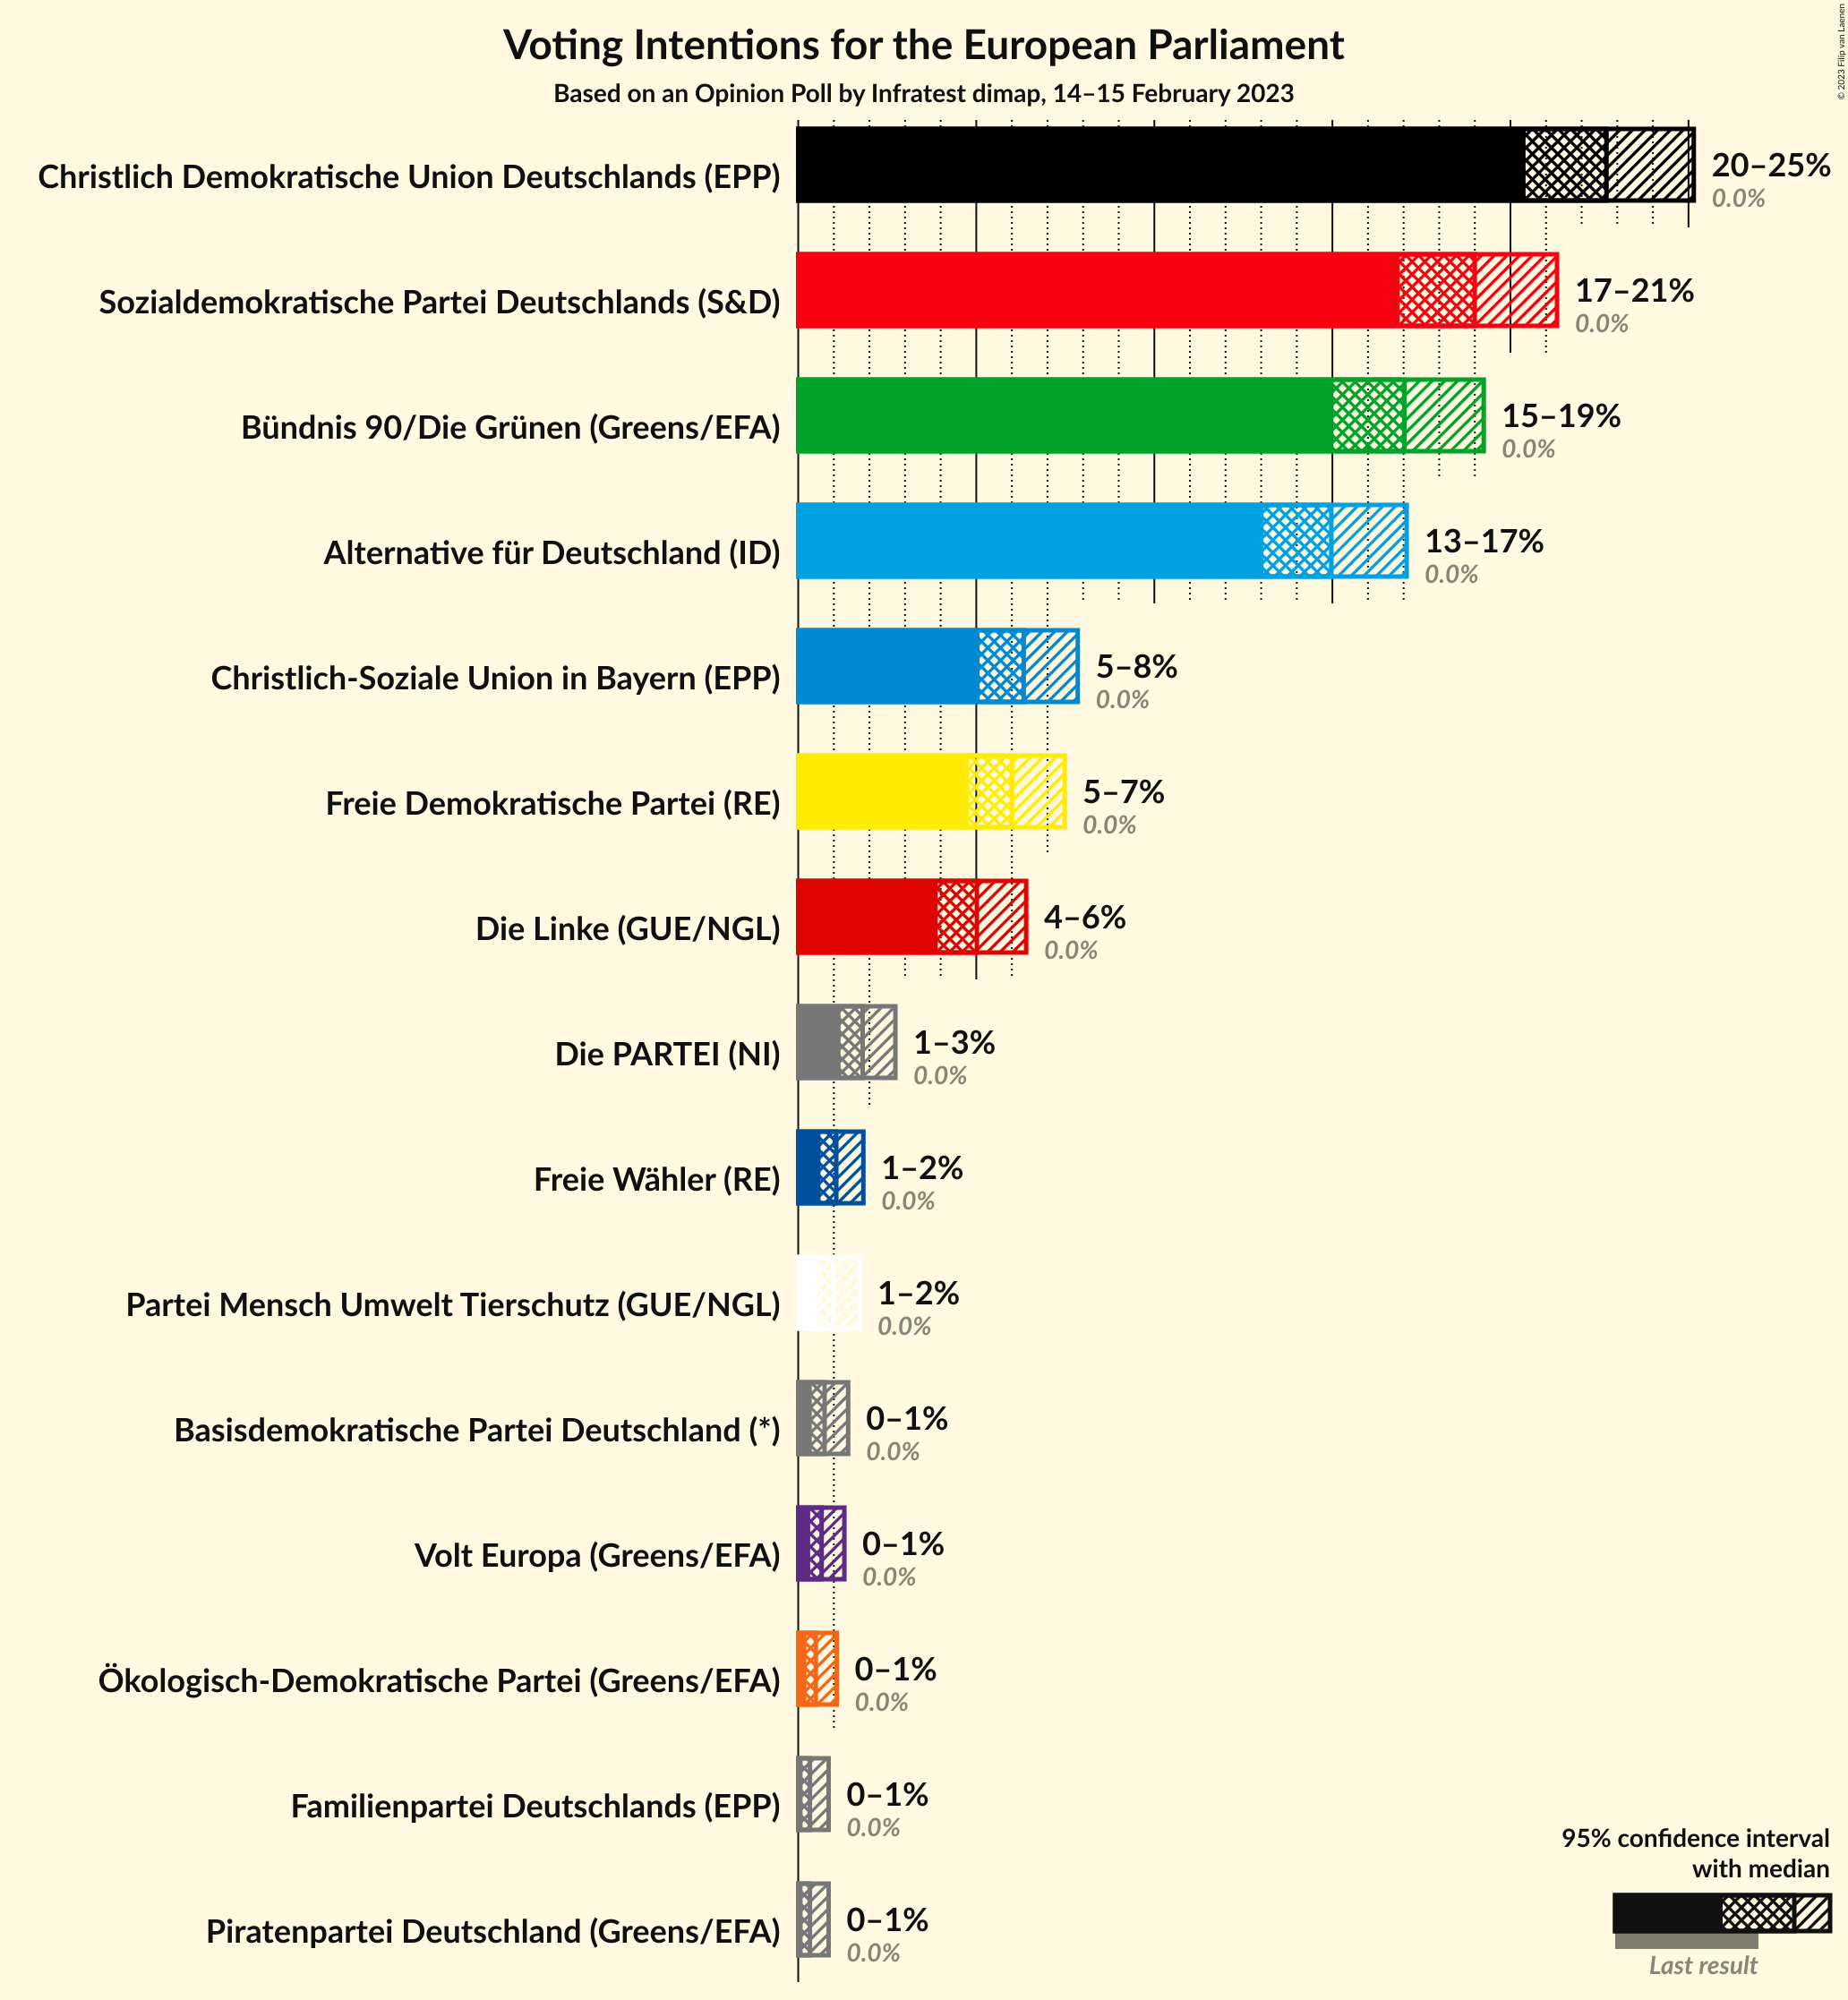 Voting Intentions for the European Parliament
Based on an Opinion Poll by Infratest dimap, 14–15 February 2023
© 2023 Filip van Laenen
Christlich Demokratische Union Deutschlands (EPP)
20–25%
0.0%
Sozialdemokratische Partei Deutschlands (S&D)
17–21%
0.0%
Bündnis 90/Die Grünen (Greens/EFA)
15–19%
0.0%
Alternative für Deutschland (ID)
13–17%
0.0%
Christlich-Soziale Union in Bayern (EPP)
5–8%
0.0%
Freie Demokratische Partei (RE)
5–7%
0.0%
Die Linke (GUE/NGL)
4–6%
0.0%
Die PARTEI (NI)
1–3%
0.0%
Freie Wähler (RE)
1–2%
0.0%
Partei Mensch Umwelt Tierschutz (GUE/NGL)
1–2%
0.0%
Basisdemokratische Partei Deutschland (*)
0–1%
0.0%
Volt Europa (Greens/EFA)
0–1%
0.0%
Ökologisch-Demokratische Partei (Greens/EFA)
0–1%
0.0%
Familienpartei Deutschlands (EPP)
0–1%
0.0%
Piratenpartei Deutschland (Greens/EFA)
0–1%
0.0%
95% confidence interval
with median
Last result